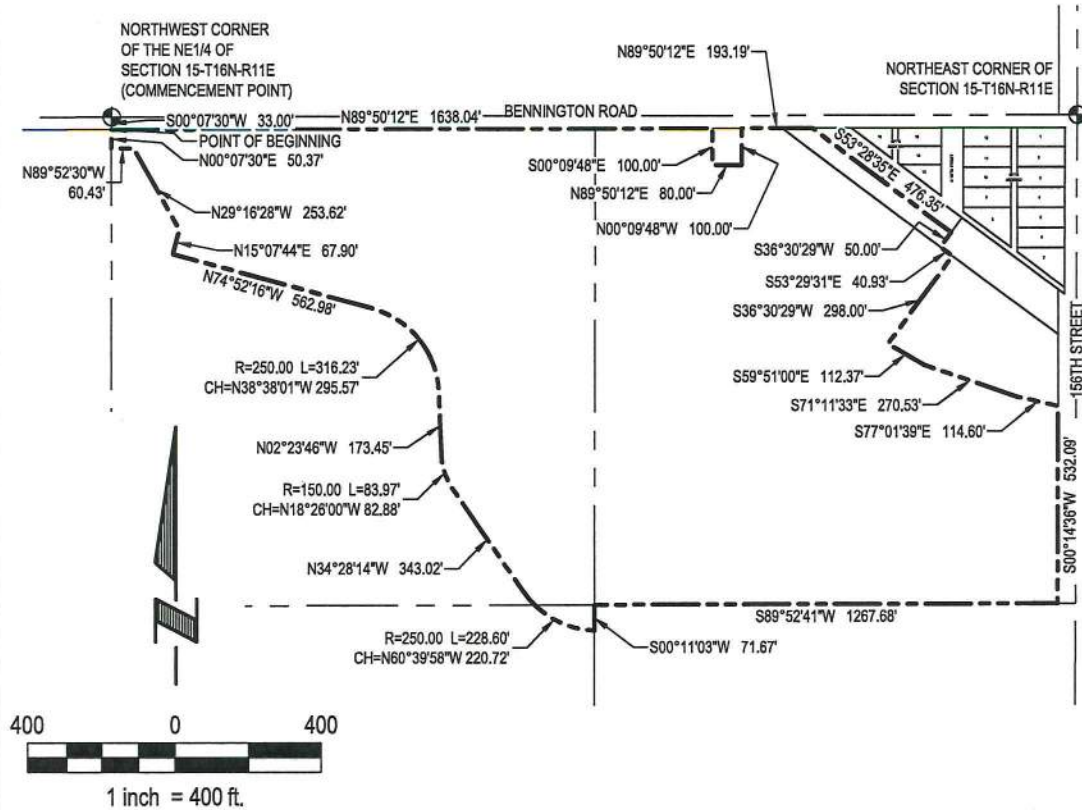 NORTHWEST CORNER
OF THE NE1/4 OF
SECTION 15-T16N-R11E
(COMMENCEMENT POINT)
N89°50'12"E 193.19'
NORTHEAST CORNER OF
SECTION 15-T16N-R11E
S00°07'30"W 33.00'
N89°50'12"E 1638.04'
BENNINGTON ROAD
POINT OF BEGINNING
N00°07'30"E 50.37'
N89°52'30"W
60.43'
S00°09'48"E 100.00'
N89°50'12"E 80.00'
N00°09'48"W 100.00'
S53°28'35"E 476.35'
N29°16'28"W 253.62'
N15°07'44"E 67.90'
N74°52'16"W 562.98'
S36°30'29"W 50.00'
S53°29'31"E 40.93'
S36°30'29"W 298.00'
156TH STREET
R=250.00 L=316.23'
CH=N38°38'01"W 295.57'
S59°51'00"E 112.37'
S71°11'33"E 270.53'
S77°01'39"E 114.60'
N02°23'46"W 173.45'
R=150.00 L=83.97'
CH=N18°26'00"W 82.88'
S00°14'36"W 532.09'
N34°28'14"W 343.02'
S89°52'41"W 1267.68'
R=250.00 L=228.60'
CH=N60°39'58"W 220.72'
S00°11'03"W 71.67'
N
400 0 400
1 inch = 400 ft.